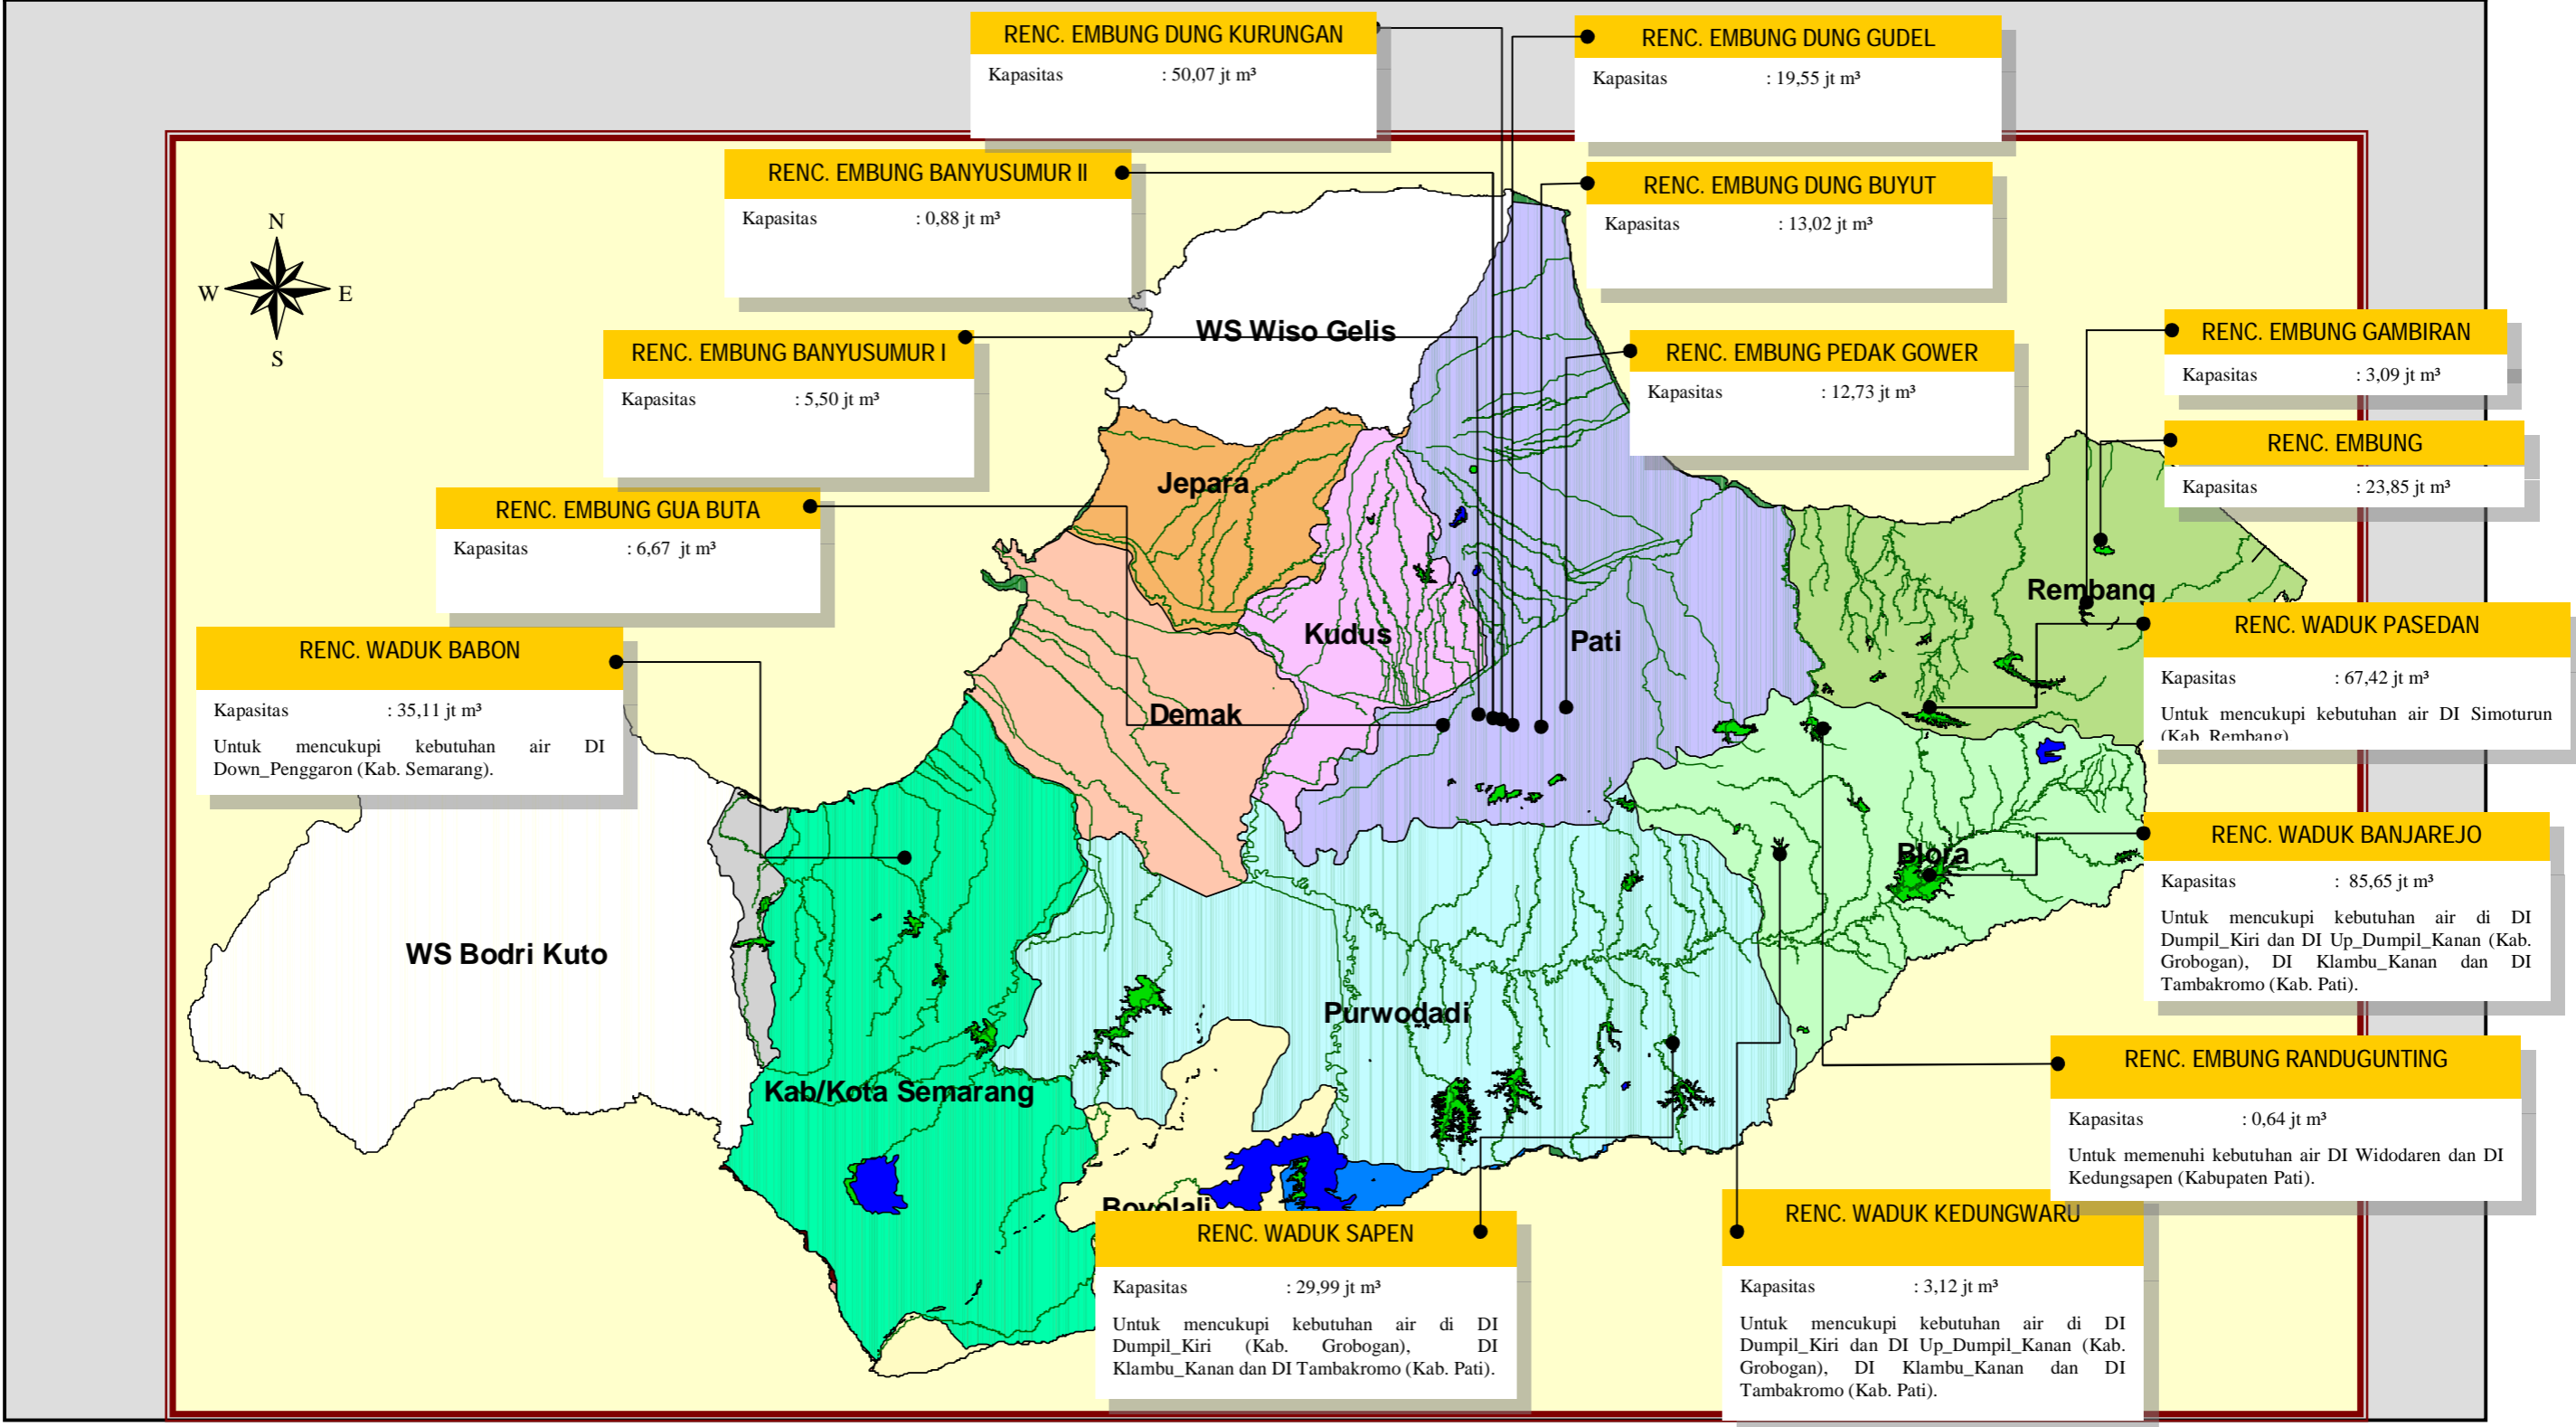 RENC. EMBUNG DUNG KURUNGAN
Kapasitas : 50,07 jt m³
RENC. EMBUNG DUNG GUDEL
Kapasitas : 19,55 jt m³
RENC. EMBUNG BANYUSUMUR II
Kapasitas : 0,88 jt m³
RENC. EMBUNG DUNG BUYUT
Kapasitas : 13,02 jt m³
N
W E
S
WS Wiso Gelis
RENC. EMBUNG BANYUSUMUR I
Kapasitas : 5,50 jt m³
RENC. EMBUNG PEDAK GOWER
Kapasitas : 12,73 jt m³
RENC. EMBUNG GAMBIRAN
Kapasitas : 3,09 jt m³
RENC. EMBUNG
Kapasitas : 23,85 jt m³
Jepara
RENC. EMBUNG GUA BUTA
Kapasitas : 6,67 jt m³
Rembang
Kudus
Pati
RENC. WADUK BABON
Kapasitas : 35,11 jt m³
Untuk mencukupi kebutuhan air DI
Down_Penggaron (Kab. Semarang).
RENC. WADUK PASEDAN
Kapasitas : 67,42 jt m³
Untuk mencukupi kebutuhan air DI Simoturun
(Kab. Rembang)
Demak
Blora
RENC. WADUK BANJAREJO
Kapasitas : 85,65 jt m³
Untuk mencukupi kebutuhan air di DI
Dumpil_Kiri dan DI Up_Dumpil_Kanan (Kab.
Grobogan), DI Klambu_Kanan dan DI
Tambakromo (Kab. Pati).
WS Bodri Kuto
Purwodadi
Kab/Kota Semarang
RENC. EMBUNG RANDUGUNTING
Kapasitas : 0,64 jt m³
Untuk memenuhi kebutuhan air DI Widodaren dan DI
Kedungsapen (Kabupaten Pati).
Boyolali
RENC. WADUK SAPEN
Kapasitas : 29,99 jt m³
Untuk mencukupi kebutuhan air di DI
Dumpil_Kiri (Kab. Grobogan), DI
Klambu_Kanan dan DI Tambakromo (Kab. Pati).
RENC. WADUK KEDUNGWARU
Kapasitas : 3,12 jt m³
Untuk mencukupi kebutuhan air di DI
Dumpil_Kiri dan DI Up_Dumpil_Kanan (Kab.
Grobogan), DI Klambu_Kanan dan DI
Tambakromo (Kab. Pati).